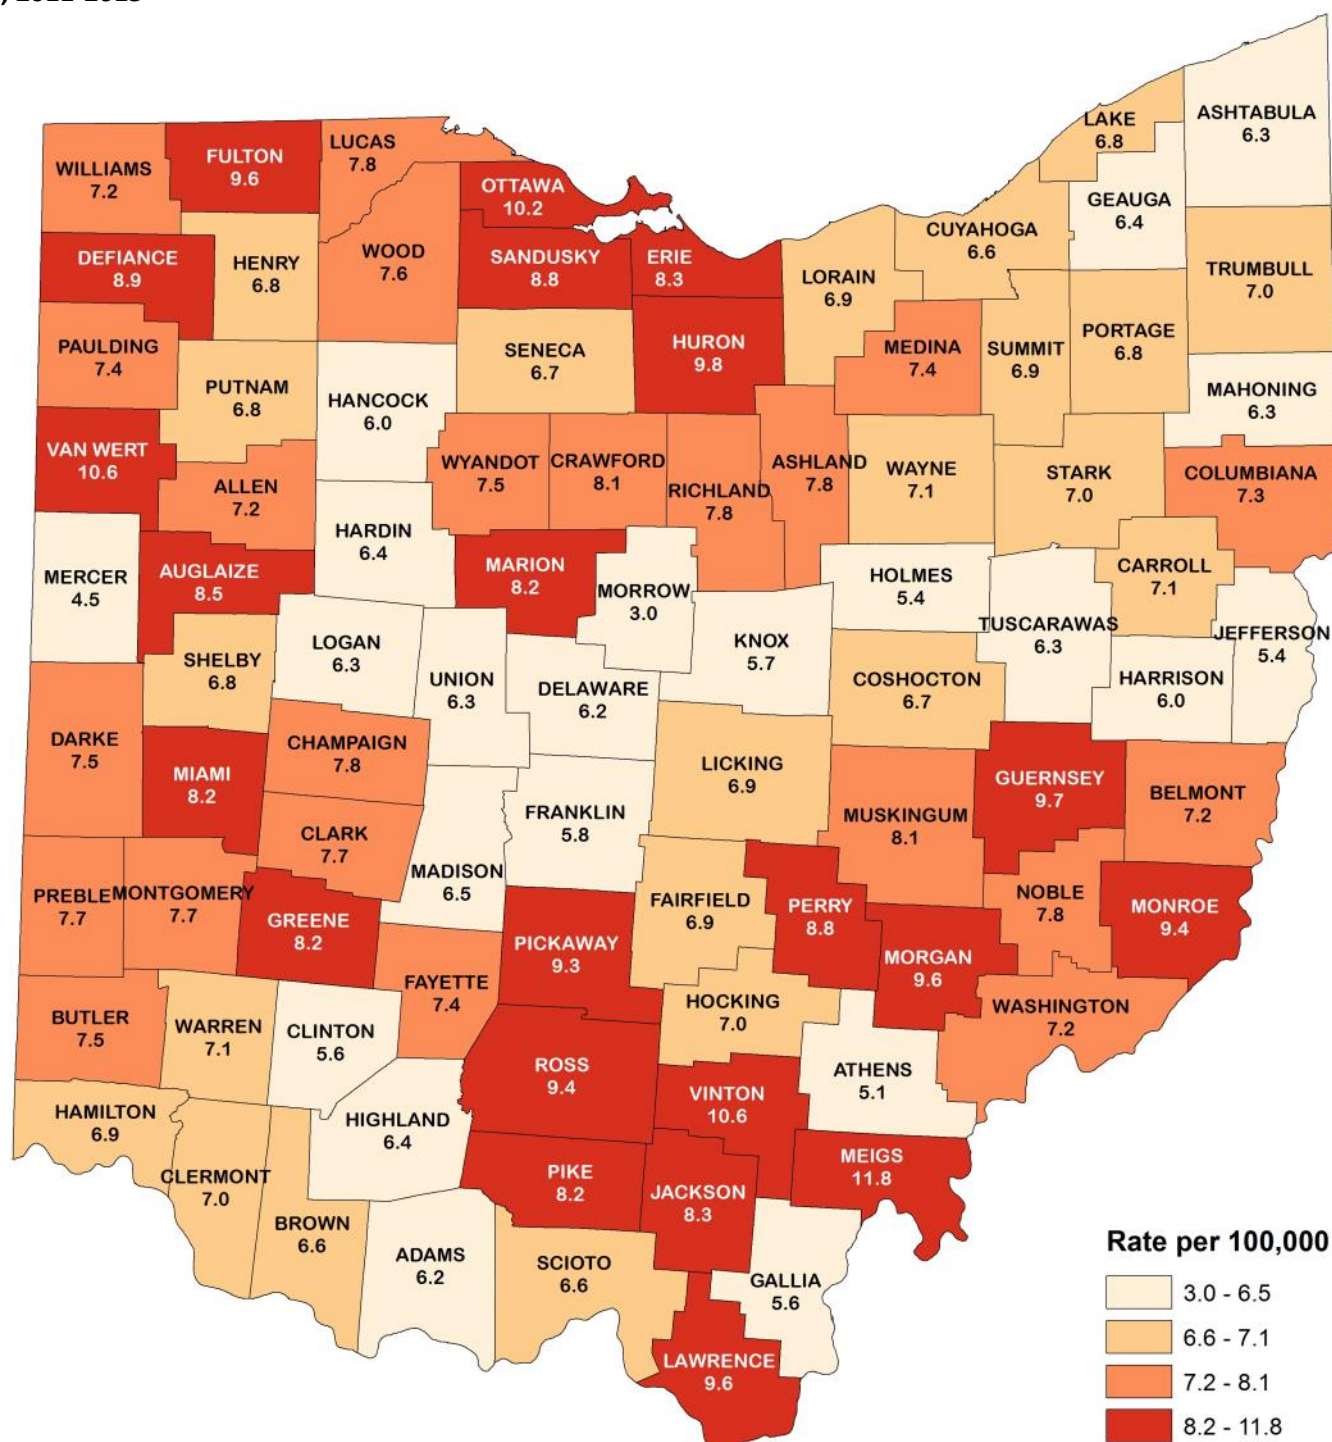 , 2011-2015
LAKE
6.8
ASHTABULA
6.3
WILLIAMS
7.2
FULTON
9.6
LUCAS
7.8
OTTAWA
10.2
GEAUGA
6.4
CUYAHOGA
6.6
DEFIANCE
8.9
HENRY
6.8
WOOD
7.6
SANDUSKY
8.8
ERIE
8.3
LORAIN
6.9
TRUMBULL
7.0
PAULDING
7.4
PUTNAM
6.8
HANCOCK
6.0
SENECA
6.7
HURON
9.8
MEDINA
7.4
SUMMIT
6.9
PORTAGE
6.8
MAHONING
6.3
VAN WERT
10.6
ALLEN
7.2
WYANDOT
7.5
CRAWFORD
8.1
RICHLAND
7.8
ASHLAND
7.8
WAYNE
7.1
STARK
7.0
COLUMBIANA
7.3
HARDIN
6.4
MERCER
4.5
AUGLAIZE
8.5
MARION
8.2
MORROW
3.0
HOLMES
5.4
CARROLL
7.1
TUSCARAWAS
6.3
JEFFERSON
5.4
SHELBY
6.8
LOGAN
6.3
UNION
6.3
DELAWARE
6.2
KNOX
5.7
COSHOCTON
6.7
HARRISON
6.0
DARKE
7.5
MIAMI
8.2
CHAMPAIGN
7.8
LICKING
6.9
GUERNSEY
9.7
BELMONT
7.2
CLARK
7.7
FRANKLIN
5.8
MUSKINGUM
8.1
MADISON
6.5
PREBLE
7.7
MONTGOMERY
7.7
GREENE
8.2
FAIRFIELD
6.9
PERRY
8.8
NOBLE
7.8
MONROE
9.4
PICKAWAY
9.3
MORGAN
9.6
FAYETTE
7.4
BUTLER
7.5
WARREN
7.1
CLINTON
5.6
HOCKING
7.0
WASHINGTON
7.2
ROSS
9.4
VINTON
10.6
ATHENS
5.1
HAMILTON
6.9
HIGHLAND
6.4
CLERMONT
7.0
PIKE
8.2
JACKSON
8.3
MEIGS
11.8
BROWN
6.6
ADAMS
6.2
SCIOTO
6.6
GALLIA
5.6
LAWRENCE
9.6
Rate per 100,000
3.0 - 6.5
6.6 - 7.1
7.2 - 8.1
8.2 - 11.8